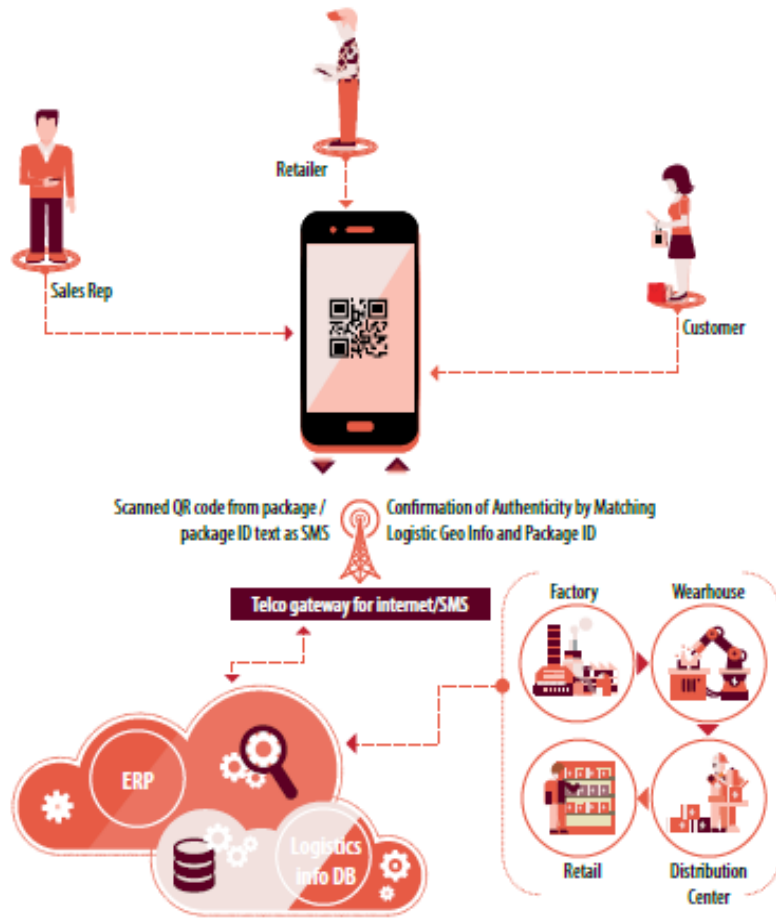 Retailer
Sales Rep
Customer
Scanned QR code from package /
package ID text as SMS
Confirmation of Authenticity by Matching
Logistic Geo Info and Package ID
Telco gateway for internet/SMS
Factory
Wearhouse
ERP
Logistics
info DB
Retail
Distribution
Center